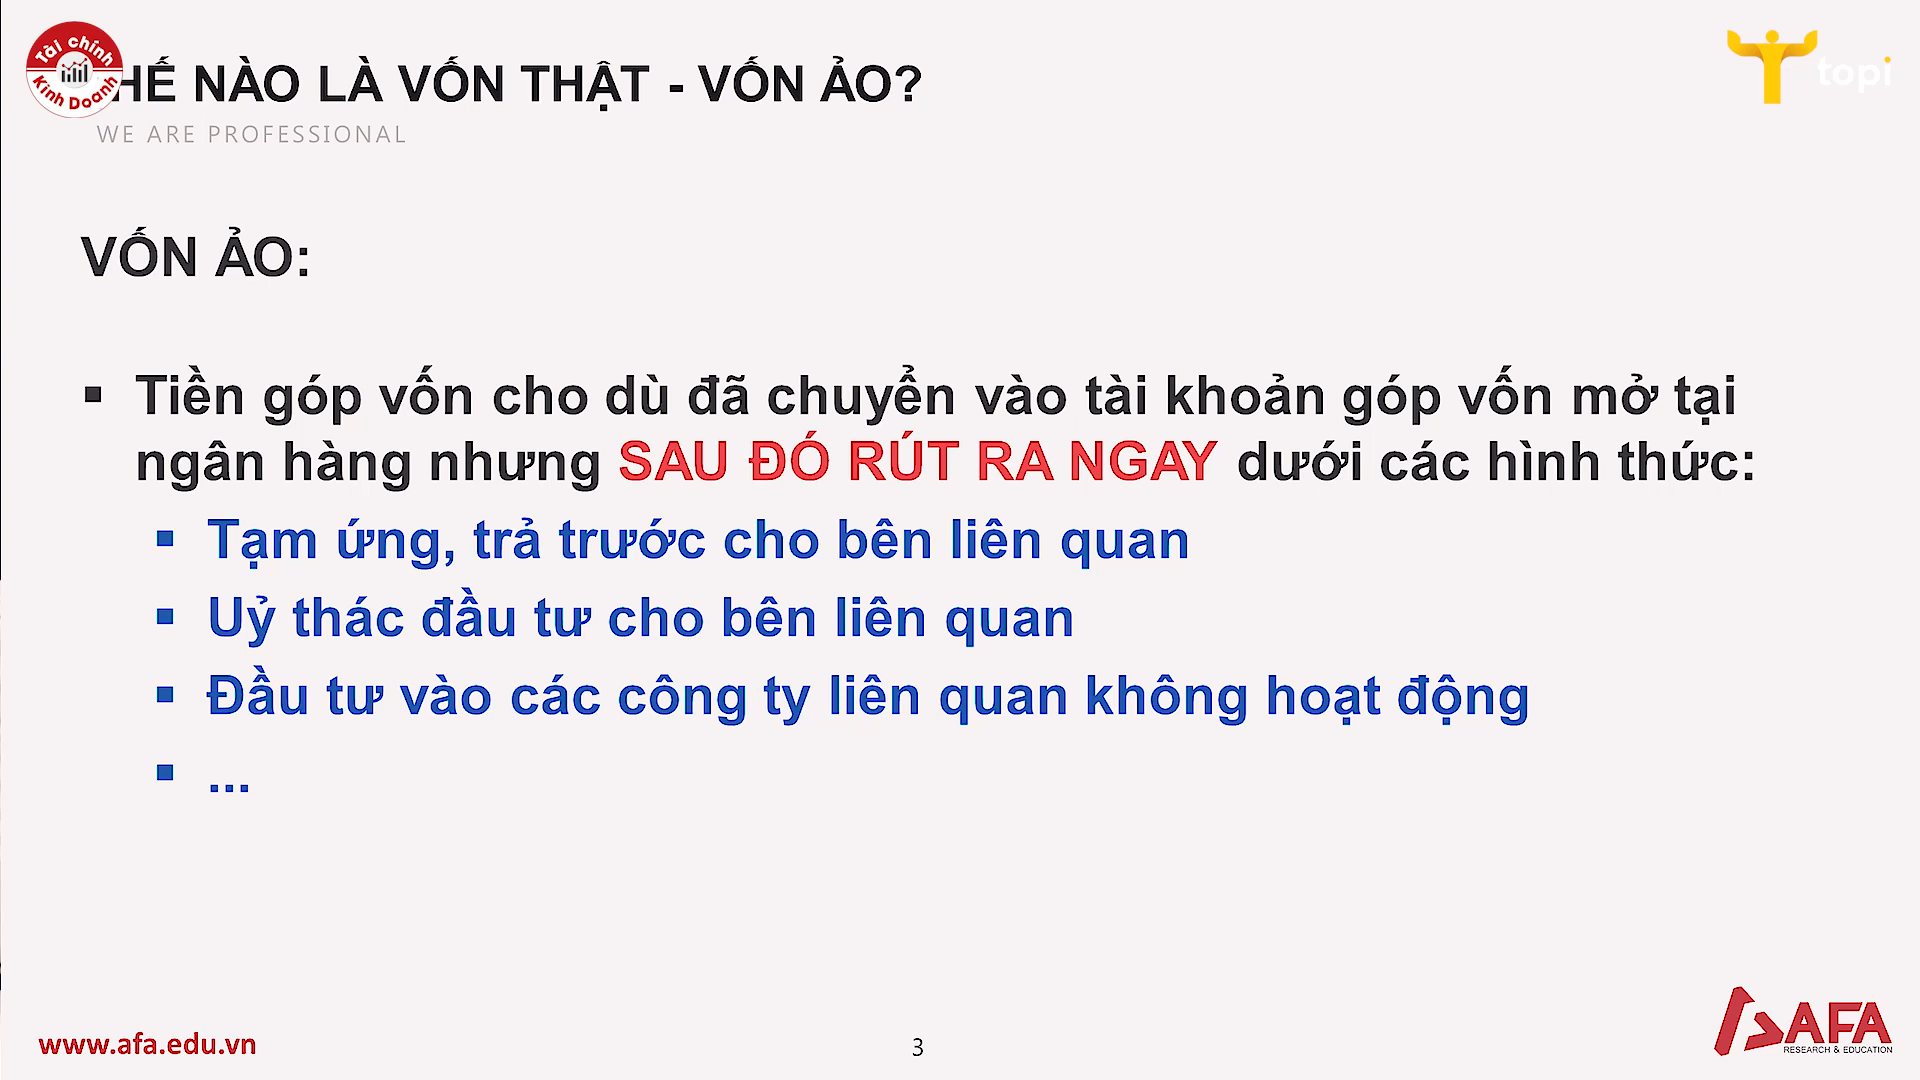 Tài chính
Kinh Doanh
HẾ NÀO LÀ VỐN THẬT - VỐN ẢO?
WE ARE PROFESSIONAL
topi
VỐN ẢO:
▪ Tiền góp vốn cho dù đã chuyển vào tài khoản góp vốn mở tại
ngân hàng nhưng SAU ĐÓ RÚT RA NGAY dưới các hình thức:
▪ Tạm ứng, trả trước cho bên liên quan
▪ Uỷ thác đầu tư cho bên liên quan
▪ Đầu tư vào các công ty liên quan không hoạt động
▪ ...
www.afa.edu.vn
3
AFA
RESEARCH & EDUCATION